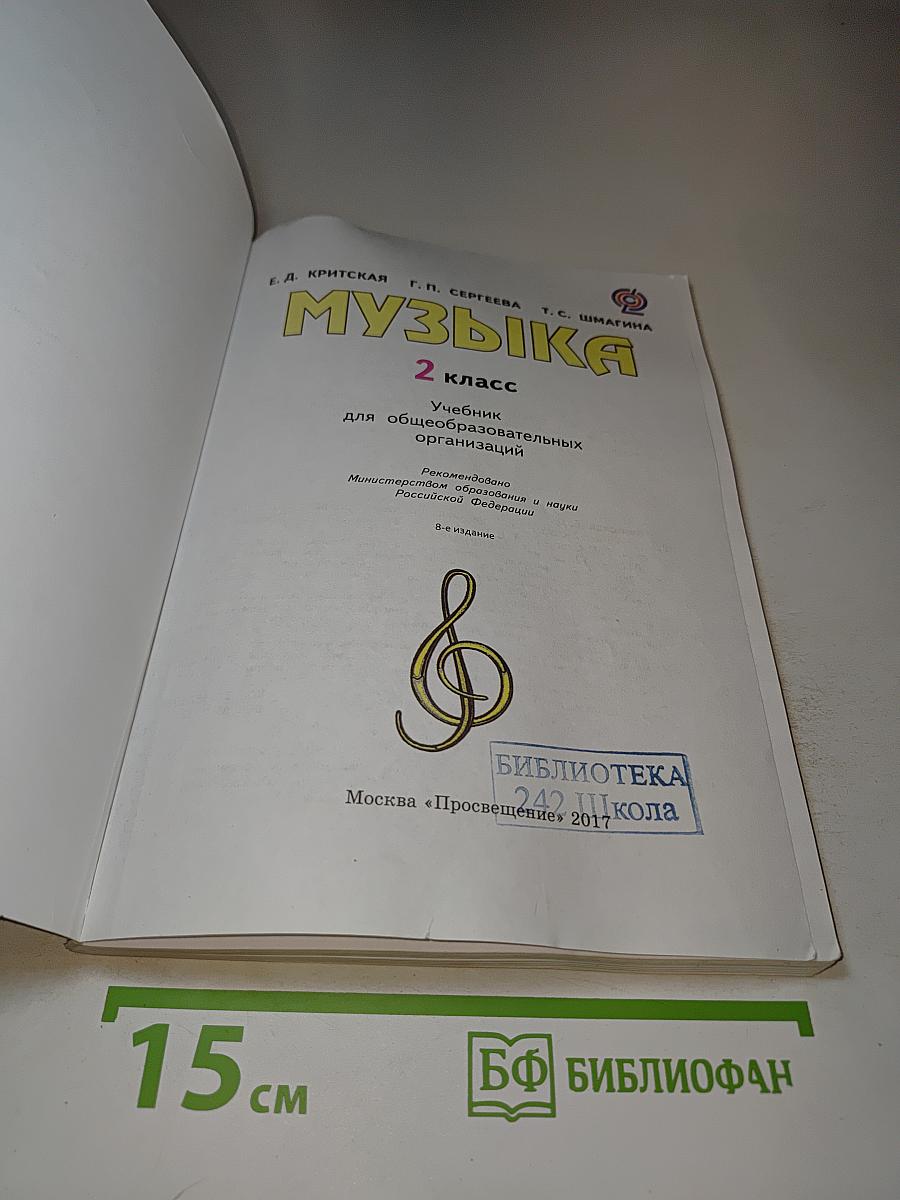 Е. Д. КРИТСКАЯ Г. П. СЕРГЕЕВА Т. С. ШМАГИНА
МУЗЫКА
2 класс
Учебник
для общеобразовательных
организаций
Рекомендовано
Министерством образования и науки
Российской Федерации
8-е издание
БИБЛИОТЕКА
242 Школа
Москва «Просвещение» 2017
15 см
БФ БИБЛИОФАН